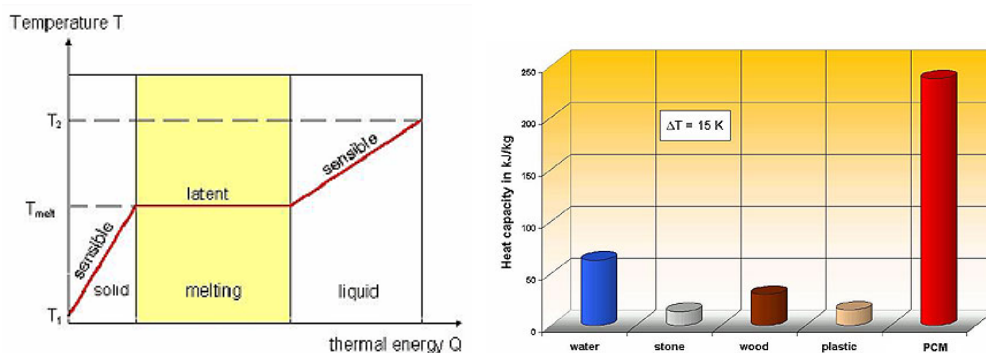 Temperature T
T2
Tmelt
T1
sensible
latent
sensible
solid
melting
liquid
thermal energy Q
Heat capacity in kJ/kg
250
200
150
100
50
0
ΔT = 15 K
water
stone
wood
plastic
PCM